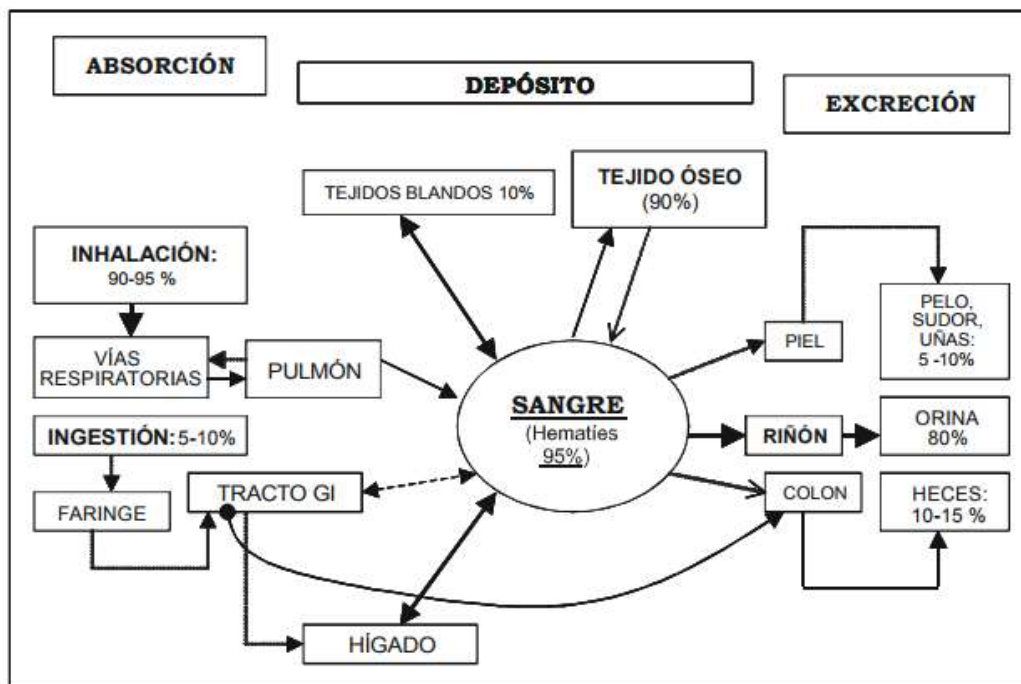 ABSORCIÓN
DEPÓSITO
EXCRECIÓN
TEJIDOS BLANDOS 10%
TEJIDO ÓSEO
(90%)
INHALACIÓN:
90-95 %
VÍAS
RESPIRATORIAS
PULMÓN
INGESTIÓN: 5-10%
FARINGE
TRACTO GI
HÍGADO
SANGRE
(Hematíes
95%)
PIEL
PELO,
SUDOR,
UÑAS:
5 -10%
RIÑÓN
ORINA
80%
COLON
HECES:
10-15 %